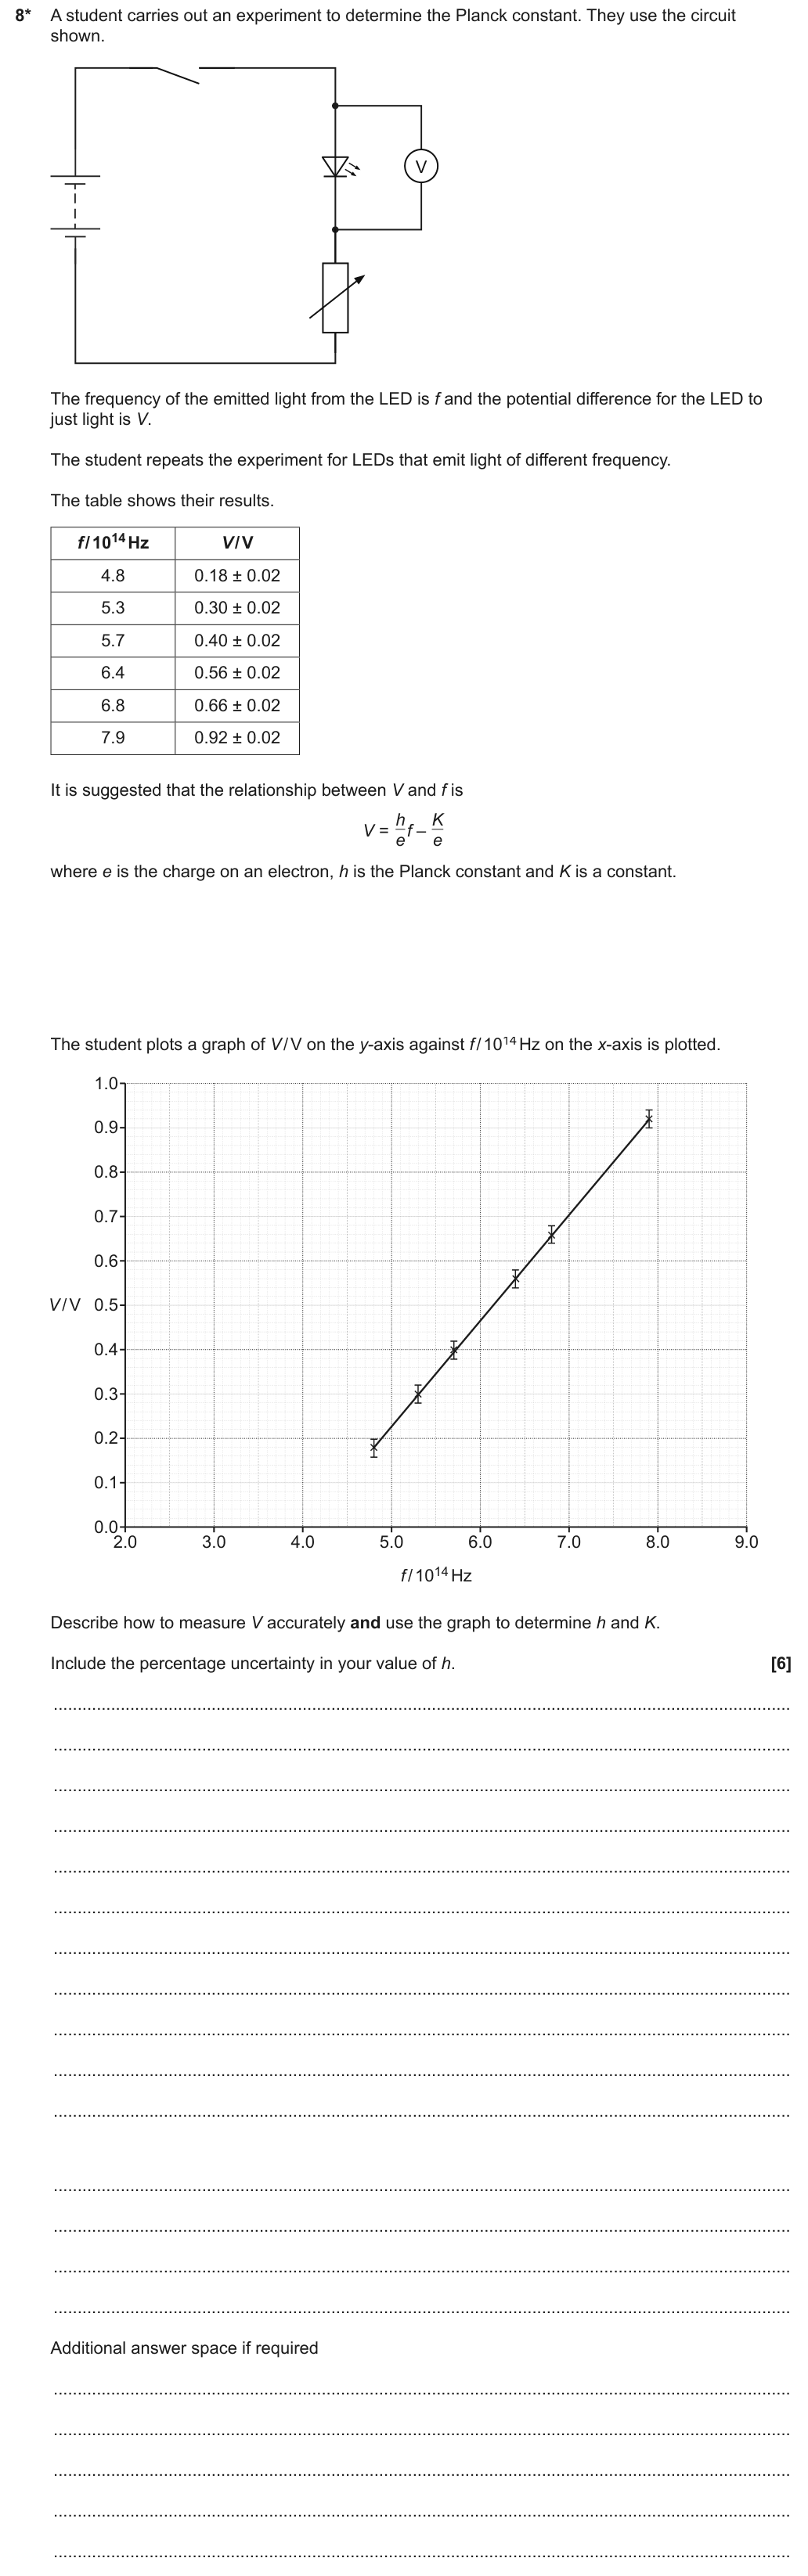 8* A student carries out an experiment to determine the Planck constant. They use the circuit
shown.
V
The frequency of the emitted light from the LED is f and the potential difference for the LED to
just light is V.
The student repeats the experiment for LEDs that emit light of different frequency.
The table shows their results.
f/10¹⁴ Hz V/V
4.8 0.18 ± 0.02
5.3 0.30 ± 0.02
5.7 0.40 ± 0.02
6.4 0.56 ± 0.02
6.8 0.66 ± 0.02
7.9 0.92 ± 0.02
It is suggested that the relationship between V and f is
V = h/e f – K/e
where e is the charge on an electron, h is the Planck constant and K is a constant.
The student plots a graph of V/V on the y-axis against f/10¹⁴ Hz on the x-axis is plotted.
1.0
0.9
0.8
0.7
0.6
V/V 0.5
0.4
0.3
0.2
0.1
0.0
2.0 3.0 4.0 5.0 6.0 7.0 8.0 9.0
f/10¹⁴ Hz
Describe how to measure V accurately and use the graph to determine h and K.
Include the percentage uncertainty in your value of h. [6]
Additional answer space if required